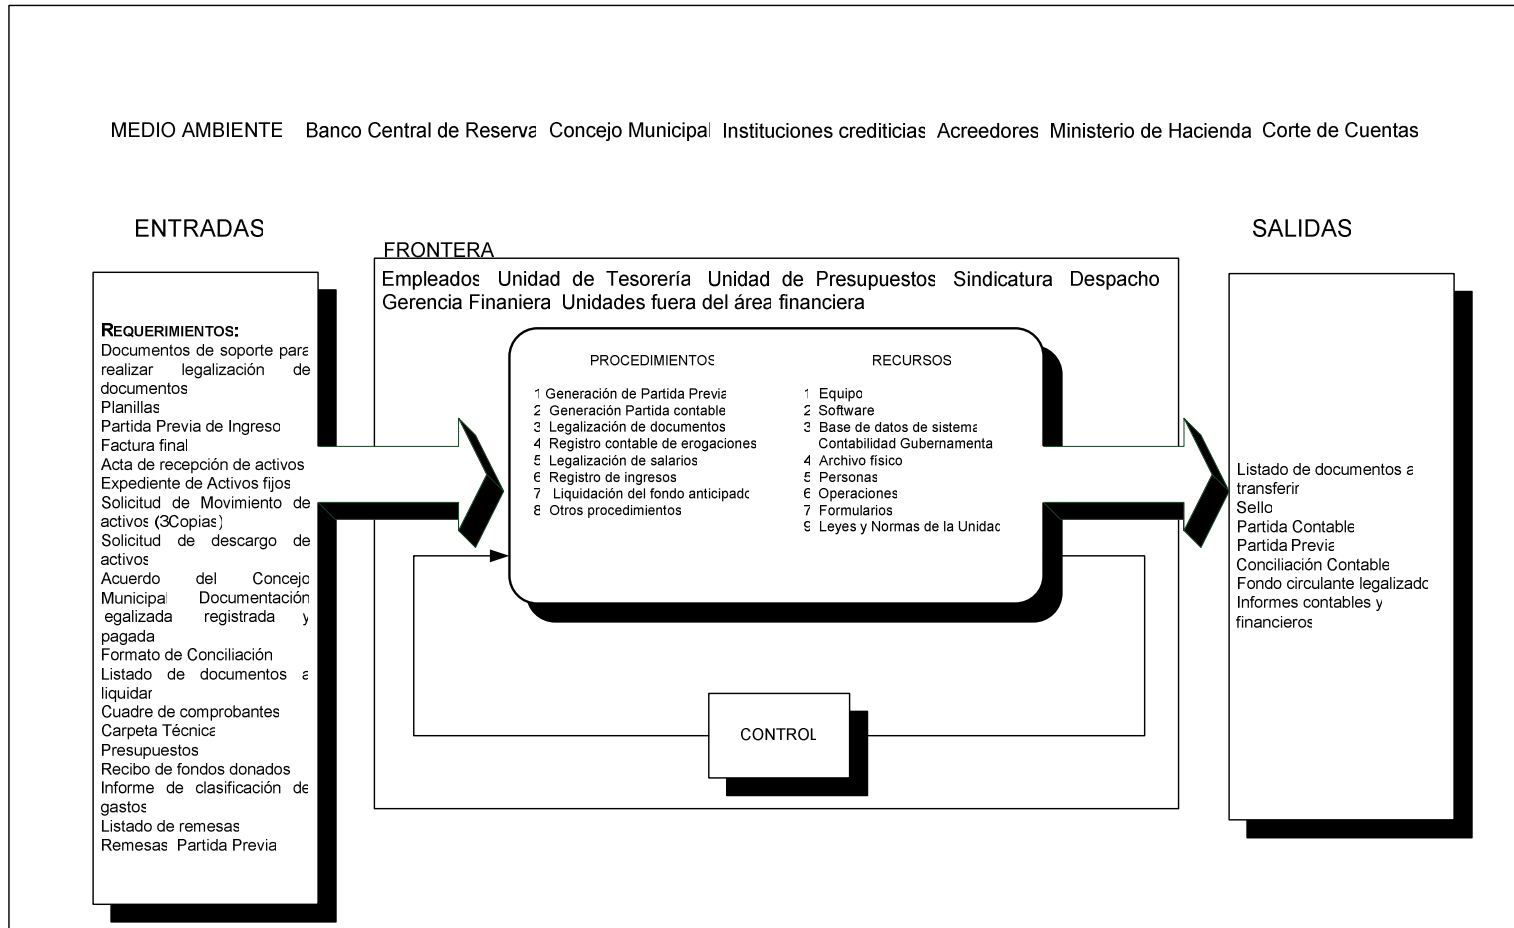 MEDIO AMBIENTE Banco Central de Reserva Concejo Municipal Instituciones crediticias Acreedores Ministerio de Hacienda Corte de Cuentas
ENTRADAS
REQUERIMIENTOS:
Documentos de soporte para
realizar legalización de
documentos
Planillas
Partida Previa de Ingreso
Factura final
Acta de recepción de activos
Expediente de Activos fijos
Solicitud de Movimiento de
activos (3Copias)
Solicitud de descargo de
activos
Acuerdo del Concejo
Municipal Documentación
egalizada registrada y
pagada
Formato de Conciliación
Listado de documentos a
liquidar
Cuadre de comprobantes
Carpeta Técnica
Presupuestos
Recibo de fondos donados
Informe de clasificación de
gastos
Listado de remesas
Remesas Partida Previa
FRONTERA
Empleados Unidad de Tesorería Unidad de Presupuestos Sindicatura Despacho
Gerencia Finaniera Unidades fuera del área financiera
PROCEDIMIENTOS
1 Generación de Partida Previa
2 Generación Partida contable
3 Legalización de documentos
4 Registro contable de erogaciones
5 Legalización de salarios
6 Registro de ingresos
7 Liquidación del fondo anticipado
8 Otros procedimientos
RECURSOS
1 Equipo
2 Software
3 Base de datos de sistema
Contabilidad Gubernamenta
4 Archivo físico
5 Personas
6 Operaciones
7 Formularios
9 Leyes y Normas de la Unidad
CONTROL
SALIDAS
Listado de documentos a
transferir
Sello
Partida Contable
Partida Previa
Conciliación Contable
Fondo circulante legalizado
Informes contables y
financieros